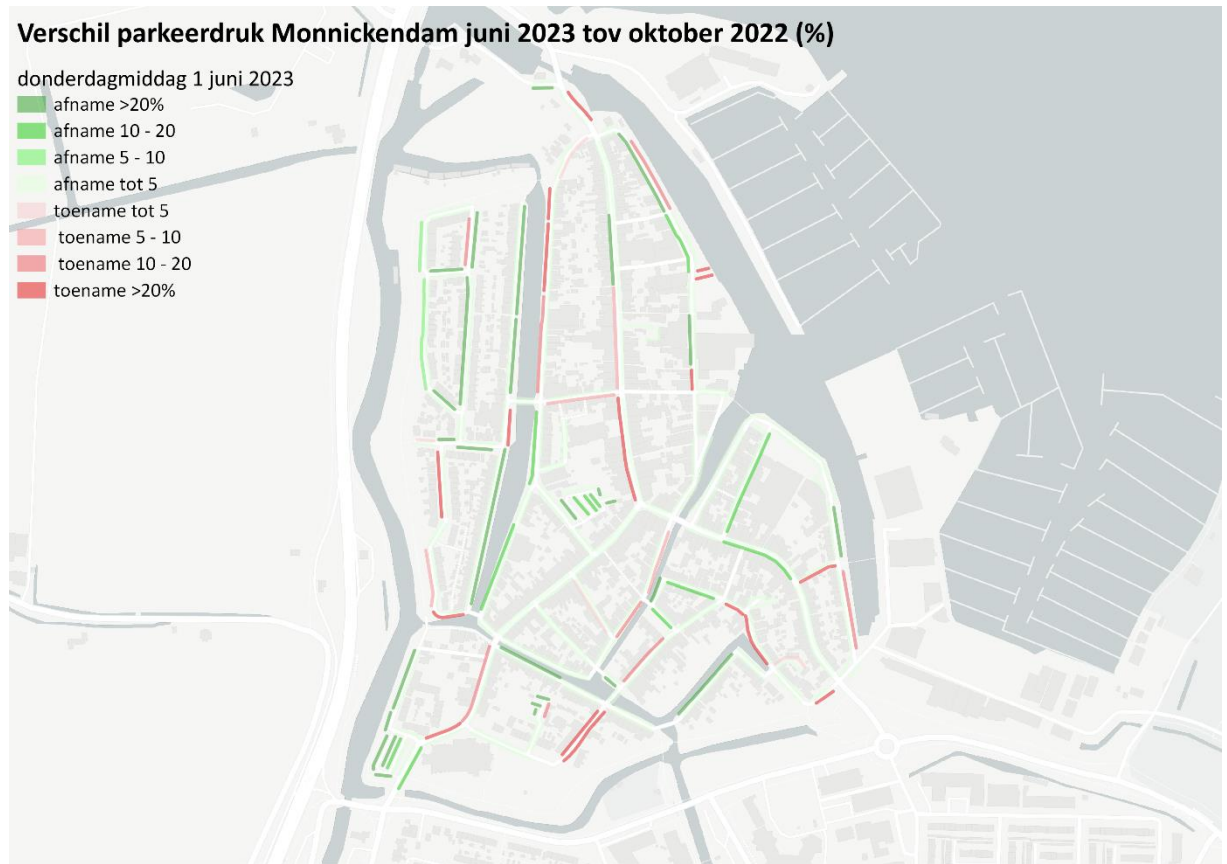 Verschil parkeerdruk Monnickendam juni 2023 tov oktober 2022 (%)
donderdagmiddag 1 juni 2023
afname >20%
afname 10 - 20
afname 5 - 10
afname tot 5
toename tot 5
toename 5 - 10
toename 10 - 20
toename >20%